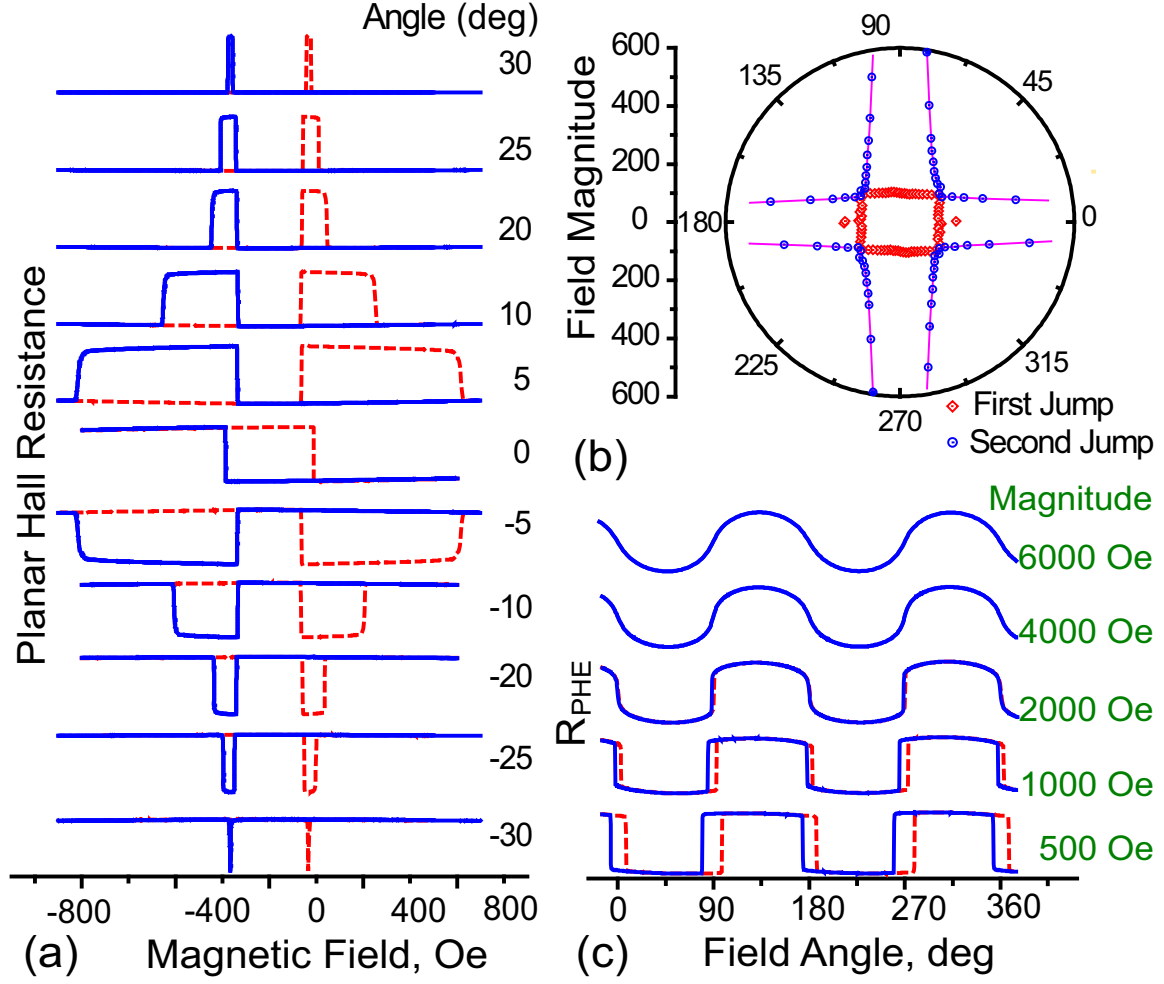 Angle (deg)
30
25
20
10
5
0
-5
-10
-20
-25
-30
Planar Hall Resistance
-800
-400
0
400
800
(a)
Magnetic Field, Oe
600
400
200
0
200
400
600
Field Magnitude
90
135
45
180
0
225
315
270
First Jump
Second Jump
(b)
Magnitude
6000 Oe
4000 Oe
2000 Oe
1000 Oe
500 Oe
RPHE
0
90
180
270
360
(c)
Field Angle, deg